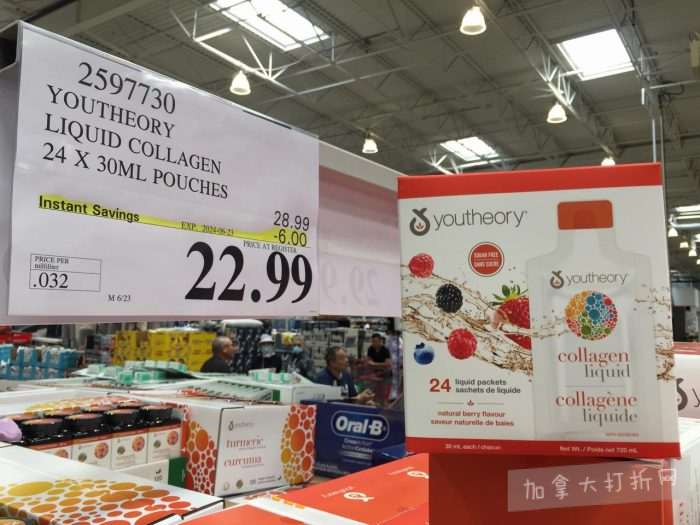 2597730
YOUTHEORY
LIQUID COLLAGEN
24 X 30ML POUCHES
Instant Savings
EXP. 2024-06-23
28.99
-6.00
PRICE AT REGISTER
22.99
PRICE PER
milliliter
.032
M 6/23
youtheory
SUGAR FREE
SANS SUCRE
youtheory
collagen
liquid
collagène
liquide
24 liquid packets
sachets de liquide
natural berry flavour
saveur naturelle de baies
30 mL each / chacun
Net Wt. / Poids net 720 mL
youtheory
turmeric
curcuma
Oral-B
加拿大打折网